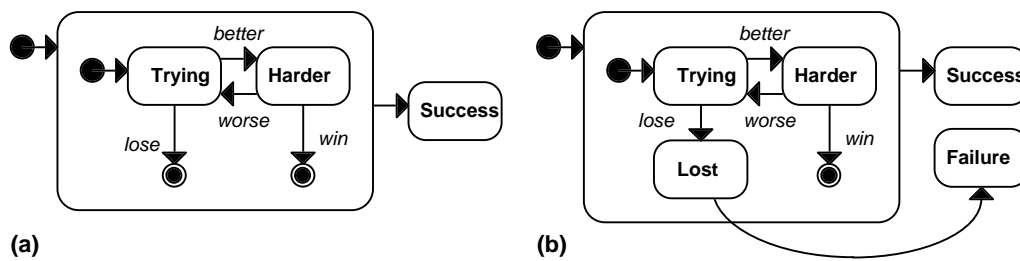 better
Trying
Harder
Success
worse
lose
win
(a)
better
Trying
Harder
Success
lose
worse
win
Lost
Failure
(b)